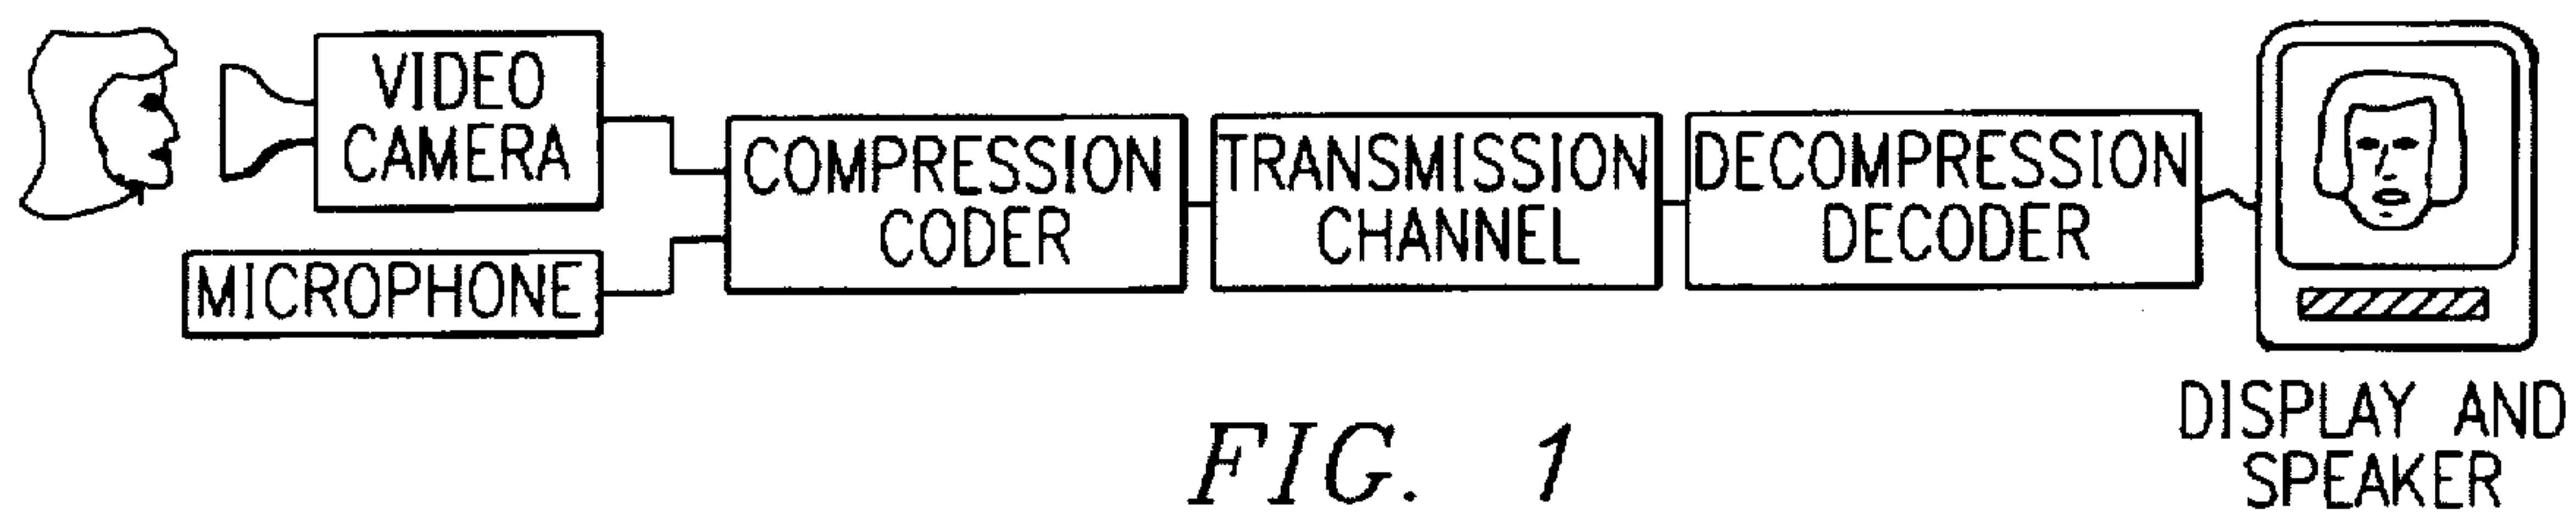 VIDEO
CAMERA
MICROPHONE
COMPRESSION
CODER
TRANSMISSION
CHANNEL
DECOMPRESSION
DECODER
DISPLAY AND
SPEAKER
FIG. 1